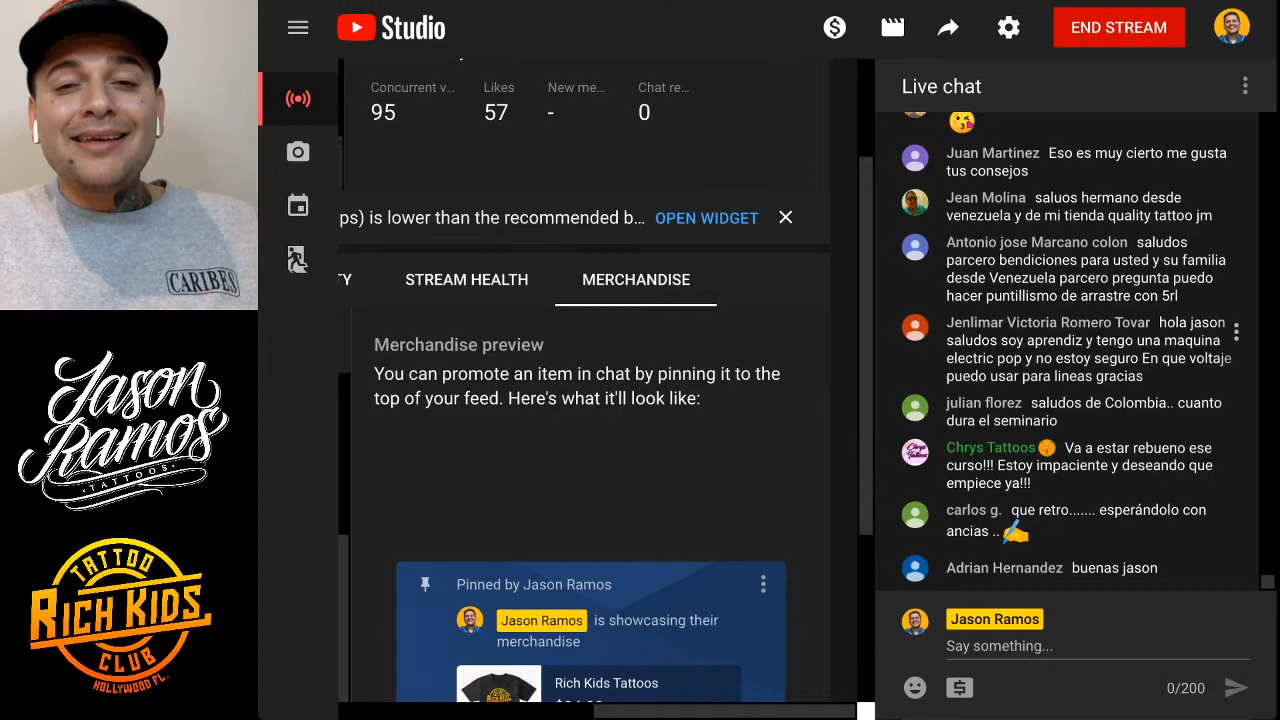 CARIBES
Jason
Ramos
TATTOOS
TATTOO
RICH KIDS
CLUB
HOLLYWOOD FL.
Studio
END STREAM
Concurrent v... Likes New me... Chat re...
95 57 - 0
ps) is lower than the recommended b... OPEN WIDGET
TY STREAM HEALTH MERCHANDISE
Merchandise preview
You can promote an item in chat by pinning it to the
top of your feed. Here's what it'll look like:
Pinned by Jason Ramos
Jason Ramos is showcasing their
merchandise
Rich Kids Tattoos
Live chat
Juan Martinez Eso es muy cierto me gusta
tus consejos
Jean Molina saluos hermano desde
venezuela y de mi tienda quality tattoo jm
Antonio jose Marcano colon saludos
parcero bendiciones para usted y su familia
desde Venezuela parcero pregunta puedo
hacer puntillismo de arrastre con 5rl
Jenlimar Victoria Romero Tovar hola jason
saludos soy aprendiz y tengo una maquina
electric pop y no estoy seguro En que voltaje
puedo usar para lineas gracias
julian florez saludos de Colombia.. cuanto
dura el seminario
Chrys Tattoos Va a estar rebueno ese
curso!!! Estoy impaciente y deseando que
empiece ya!!!
carlos g. que retro....... esperándolo con
ancias .. ✍
Adrian Hernandez buenas jason
Jason Ramos
Say something...
0/200